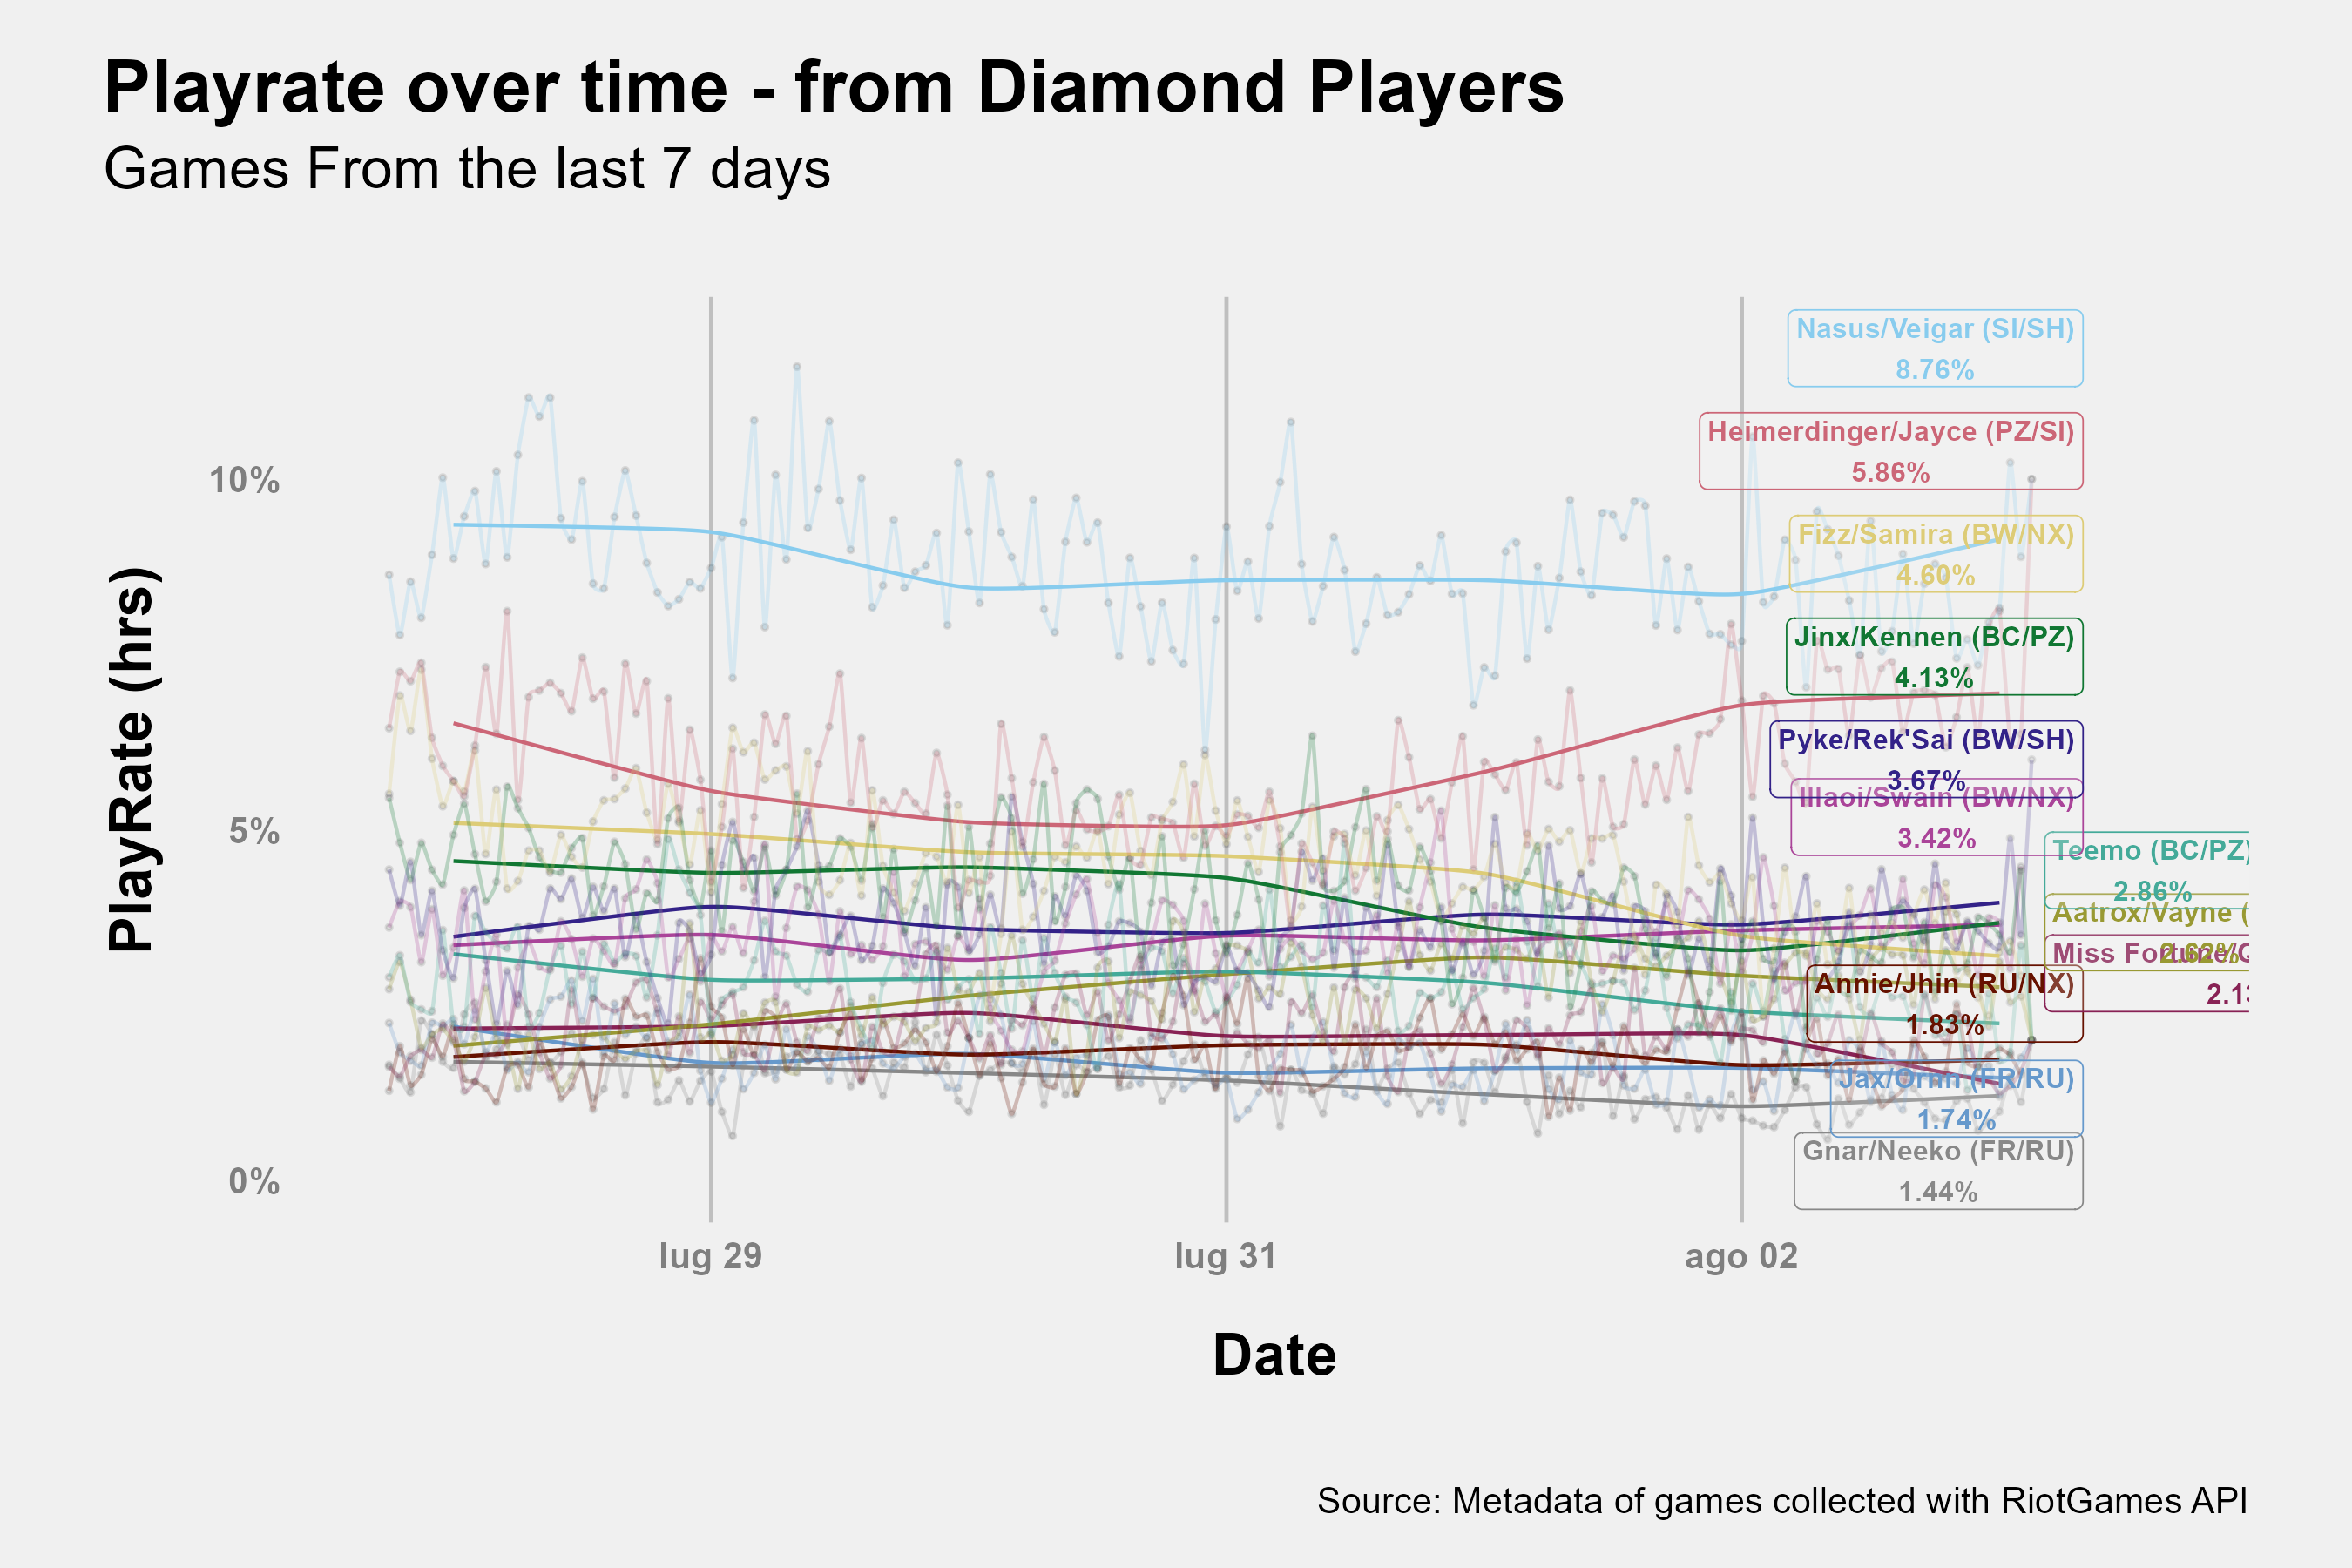 Playrate over time - from Diamond Players
Games From the last 7 days
PlayRate (hrs)
10%
5%
0%
Nasus/Veigar (SI/SH)
8.76%
Heimerdinger/Jayce (PZ/SI)
5.86%
Fizz/Samira (BW/NX)
4.60%
Jinx/Kennen (BC/PZ)
4.13%
Pyke/Rek'Sai (BW/SH)
3.67%
Illaoi/Swain (BW/NX)
3.42%
Teemo (BC/PZ)
2.86%
Aatrox/Vayne (
2.62%
Miss Fortune/
2.1
Annie/Jhin (RU/NX)
1.83%
Jax/Ornn (FR/RU)
1.74%
Gnar/Neeko (FR/RU)
1.44%
lug 29
lug 31
ago 02
Date
Source: Metadata of games collected with RiotGames API